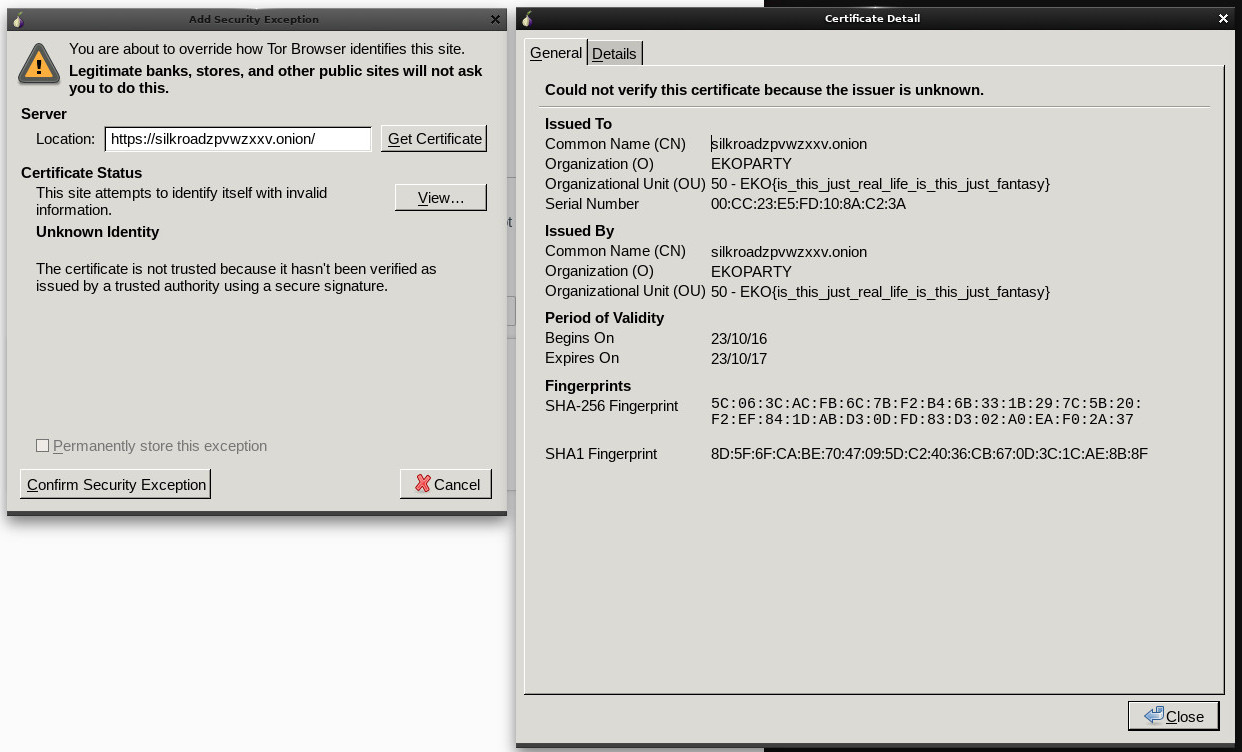 Add Security Exception
You are about to override how Tor Browser identifies this site.
Legitimate banks, stores, and other public sites will not ask
you to do this.
Server
Location: https://silkroadzpvwzxxv.onion/ Get Certificate
Certificate Status
This site attempts to identify itself with invalid
information.
View...
Unknown Identity
The certificate is not trusted because it hasn't been verified as
issued by a trusted authority using a secure signature.
Permanently store this exception
Confirm Security Exception Cancel
Certificate Detail
General Details
Could not verify this certificate because the issuer is unknown.
Issued To
Common Name (CN) silkroadzpvwzxxv.onion
Organization (O) EKOPARTY
Organizational Unit (OU) 50 - EKO{is_this_just_real_life_is_this_just_fantasy}
Serial Number 00:CC:23:E5:FD:10:8A:C2:3A
Issued By
Common Name (CN) silkroadzpvwzxxv.onion
Organization (O) EKOPARTY
Organizational Unit (OU) 50 - EKO{is_this_just_real_life_is_this_just_fantasy}
Period of Validity
Begins On 23/10/16
Expires On 23/10/17
Fingerprints
SHA-256 Fingerprint 5C:06:3C:AC:FB:6C:7B:F2:B4:6B:33:1B:29:7C:5B:20:
F2:EF:84:1D:AB:D3:0D:FD:83:D3:02:A0:EA:F0:2A:37
SHA1 Fingerprint 8D:5F:6F:CA:BE:70:47:09:5D:C2:40:36:CB:67:0D:3C:1C:AE:8B:8F
Close